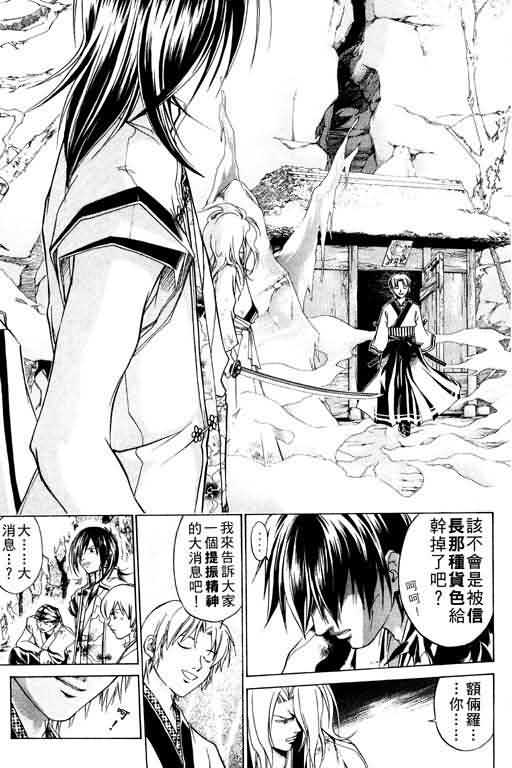 該不會是被信
長那種貨色給
幹掉了吧？
呵呵！
……
額倆羅…
…你……
我來告訴大家
一個提振精神
的大消息吧！
大……大
消息…？